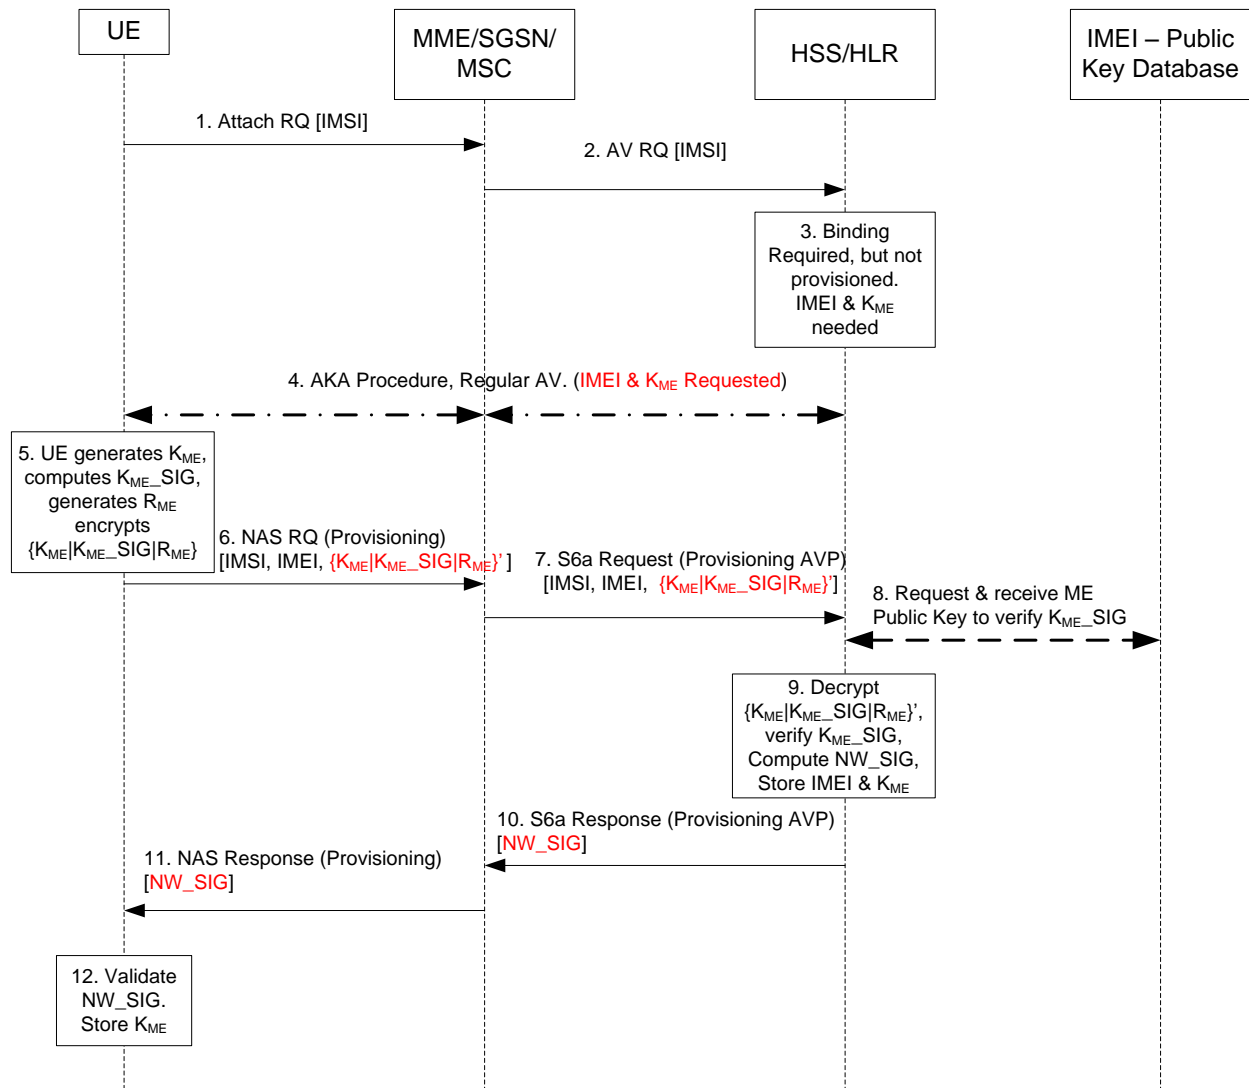 UE
MME/SGSN/
MSC
HSS/HLR
IMEI – Public
Key Database
1. Attach RQ [IMSI]
2. AV RQ [IMSI]
3. Binding
Required, but not
provisioned.
IMEI & KME
needed
4. AKA Procedure, Regular AV. (IMEI & KME Requested)
5. UE generates KME,
computes KME_SIG,
generates RME
encrypts
{KME|KME_SIG|RME}
6. NAS RQ (Provisioning)
[IMSI, IMEI, {KME|KME_SIG|RME}’ ]
7. S6a Request (Provisioning AVP)
[IMSI, IMEI, {KME|KME_SIG|RME}’]
8. Request & receive ME
Public Key to verify KME_SIG
9. Decrypt
{KME|KME_SIG|RME}’,
verify KME_SIG,
Compute NW_SIG,
Store IMEI & KME
10. S6a Response (Provisioning AVP)
[NW_SIG]
11. NAS Response (Provisioning)
[NW_SIG]
12. Validate
NW_SIG.
Store KME